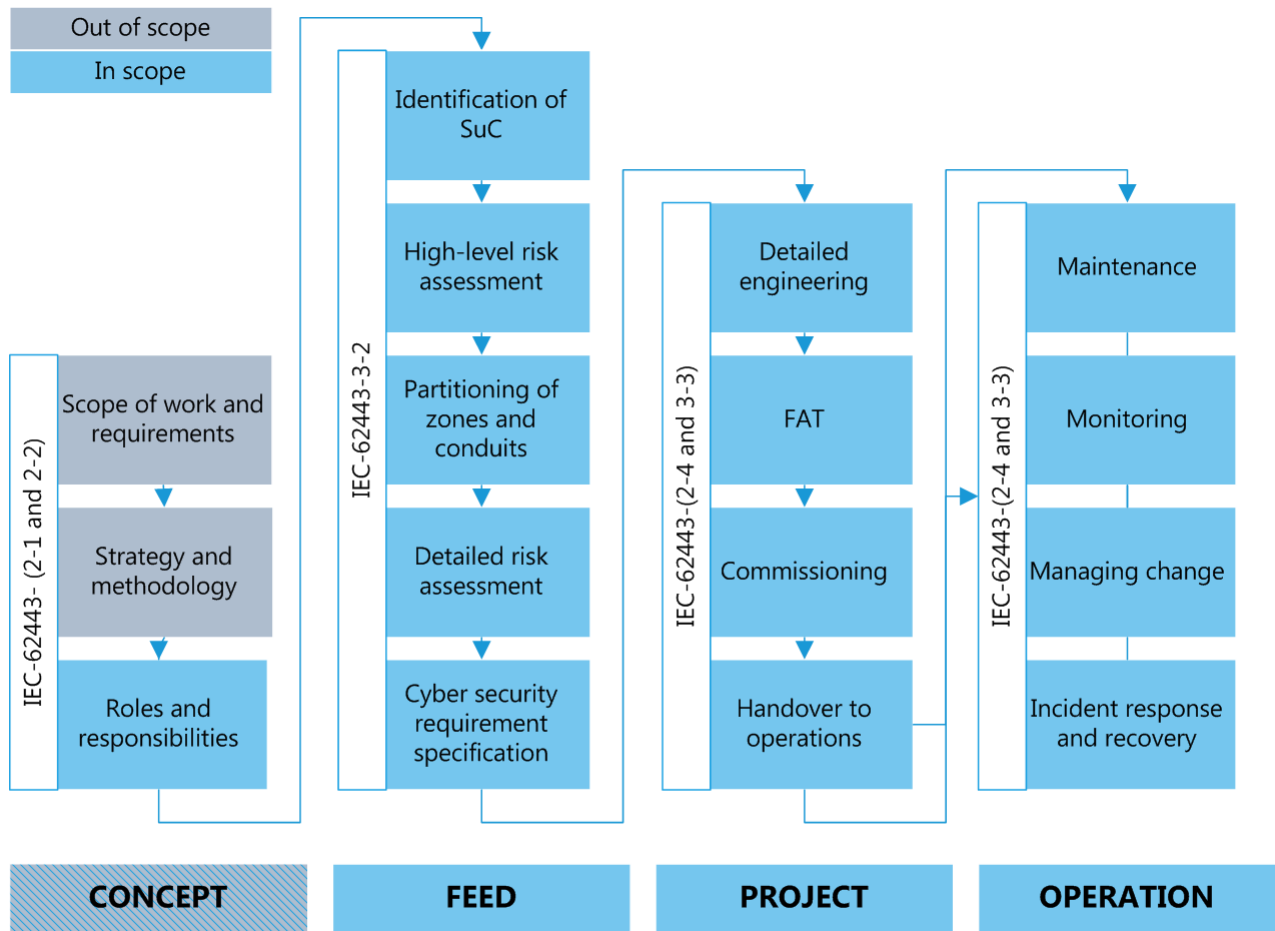 Out of scope
In scope
IEC-62443- (2-1 and 2-2)
Scope of work and
requirements
Strategy and
methodology
Roles and
responsibilities
IEC-62443-3-2
Identification of
SuC
High-level risk
assessment
Partitioning of
zones and
conduits
Detailed risk
assessment
Cyber security
requirement
specification
IEC-62443-(2-4 and 3-3)
Detailed
engineering
FAT
Commissioning
Handover to
operations
IEC-62443-(2-4 and 3-3)
Maintenance
Monitoring
Managing change
Incident response
and recovery
CONCEPT
FEED
PROJECT
OPERATION